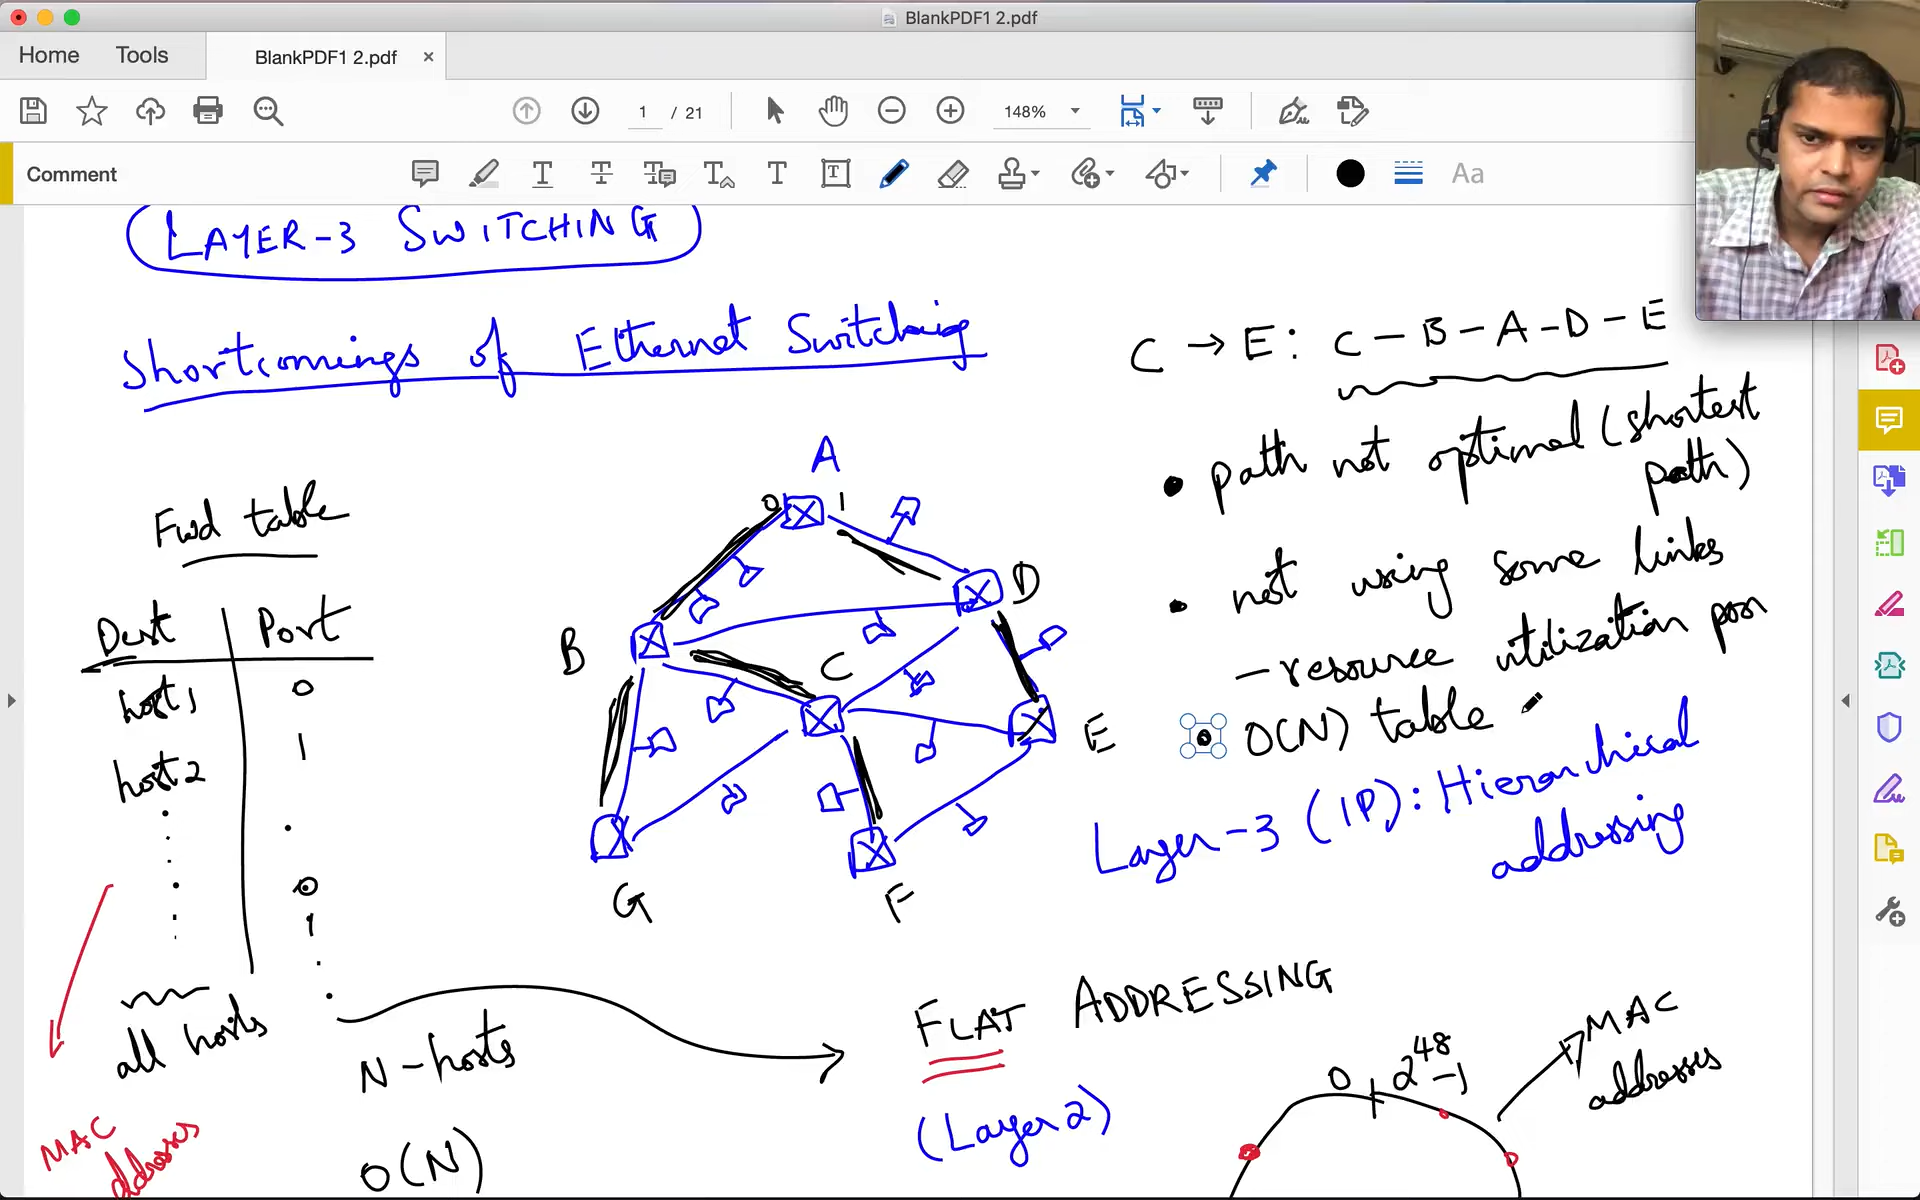 BlankPDF1 2.pdf
Home
Tools
BlankPDF1 2.pdf
1 / 21
148%
Comment
Aa
LAYER-3 SWITCHING
Shortcomings of Ethernet Switching
C → E: C - B - A - D - E
• path not optimal (shortest
path)
• not using some links
- resource utilization poor
• O(N) table
Layer-3 (IP): Hierarchical
addressing
Fwd table
Dest Port
host1 0
host2 1
0
1
all hosts
N-hosts
O(N)
MAC
addresses
A
0 1
D
B
C
E
G
F
FLAT ADDRESSING
(Layer 2)
0 2^48-1
MAC
addresses